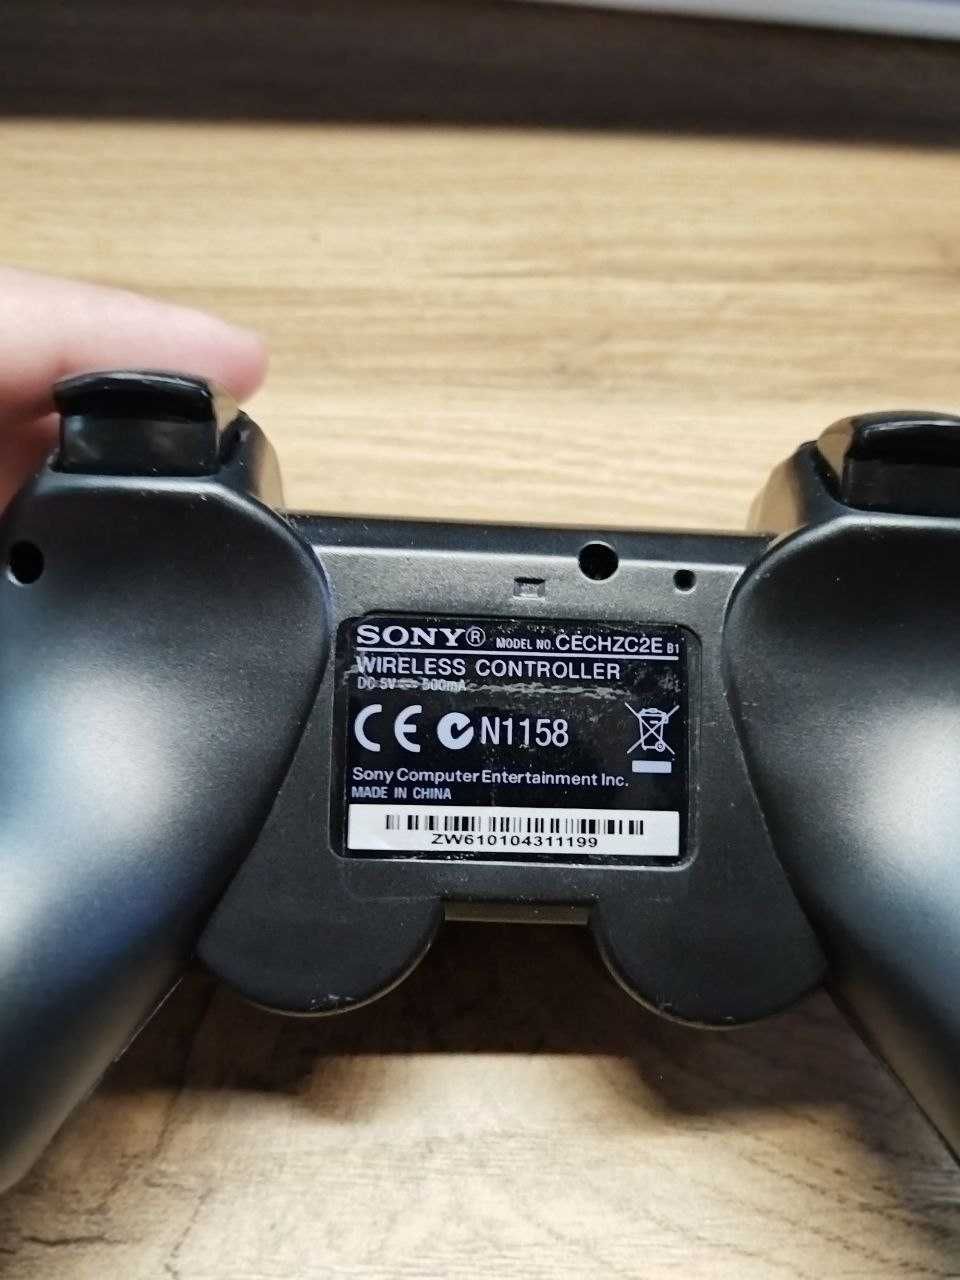 SONY® MODEL NO. CECHZC2E B1
WIRELESS CONTROLLER
DC 5V ⎓ 500mA
CE N1158
Sony Computer Entertainment Inc.
MADE IN CHINA
ZW610104311199